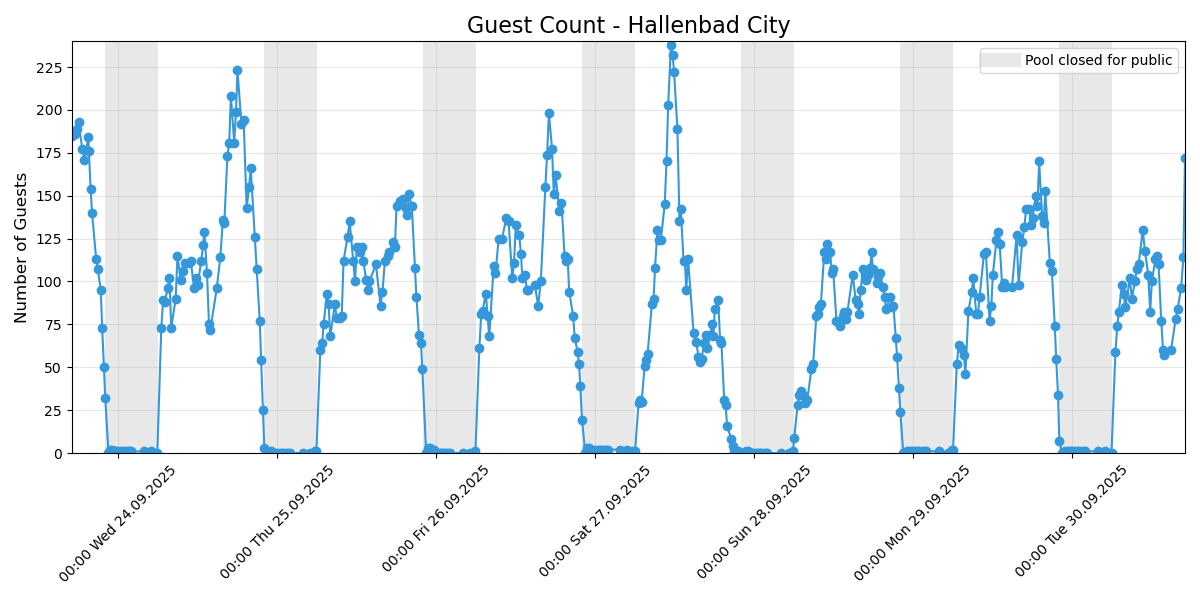 Guest Count - Hallenbad City
Pool closed for public
Number of Guests
225
200
175
150
125
100
75
50
25
0
00:00 Wed 24.09.2025
00:00 Thu 25.09.2025
00:00 Fri 26.09.2025
00:00 Sat 27.09.2025
00:00 Sun 28.09.2025
00:00 Mon 29.09.2025
00:00 Tue 30.09.2025